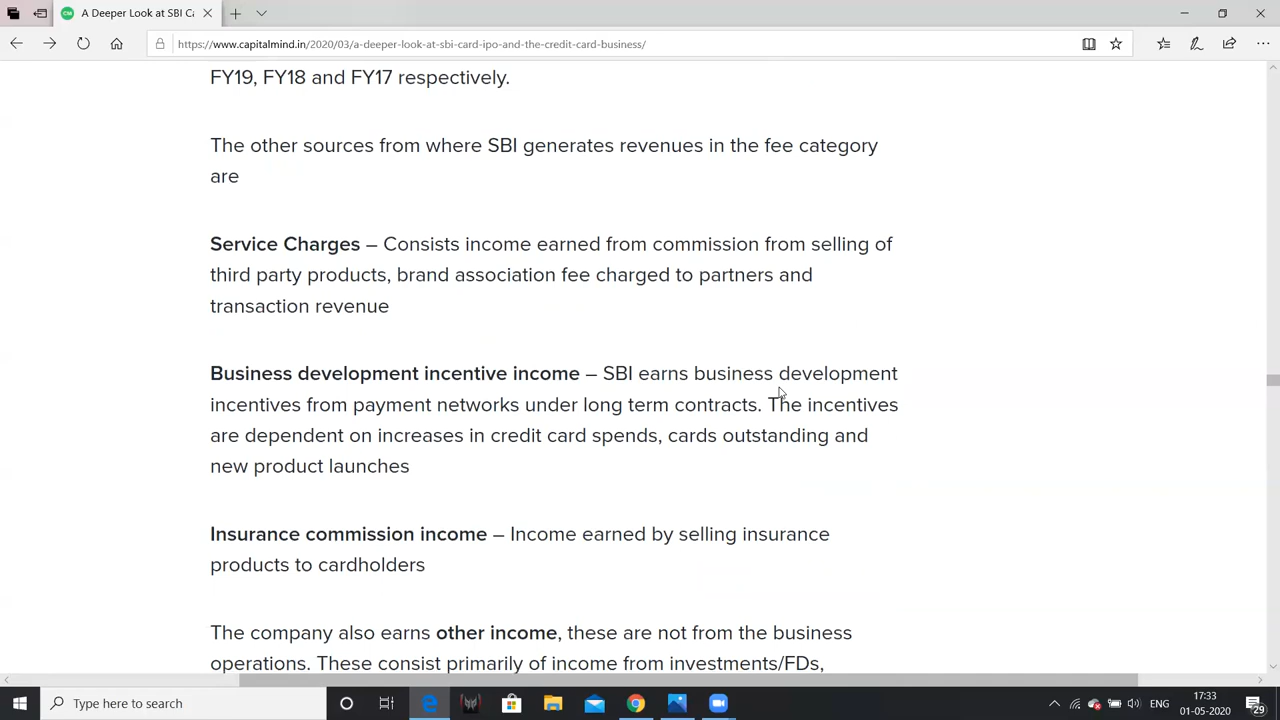 A Deeper Look at SBI Ca
https://www.capitalmind.in/2020/03/a-deeper-look-at-sbi-card-ipo-and-the-credit-card-business/
FY19, FY18 and FY17 respectively.
The other sources from where SBI generates revenues in the fee category
are
Service Charges – Consists income earned from commission from selling of
third party products, brand association fee charged to partners and
transaction revenue
Business development incentive income – SBI earns business development
incentives from payment networks under long term contracts. The incentives
are dependent on increases in credit card spends, cards outstanding and
new product launches
Insurance commission income – Income earned by selling insurance
products to cardholders
The company also earns other income, these are not from the business
operations. These consist primarily of income from investments/FDs,
Type here to search
ENG
17:33
01-05-2020
29